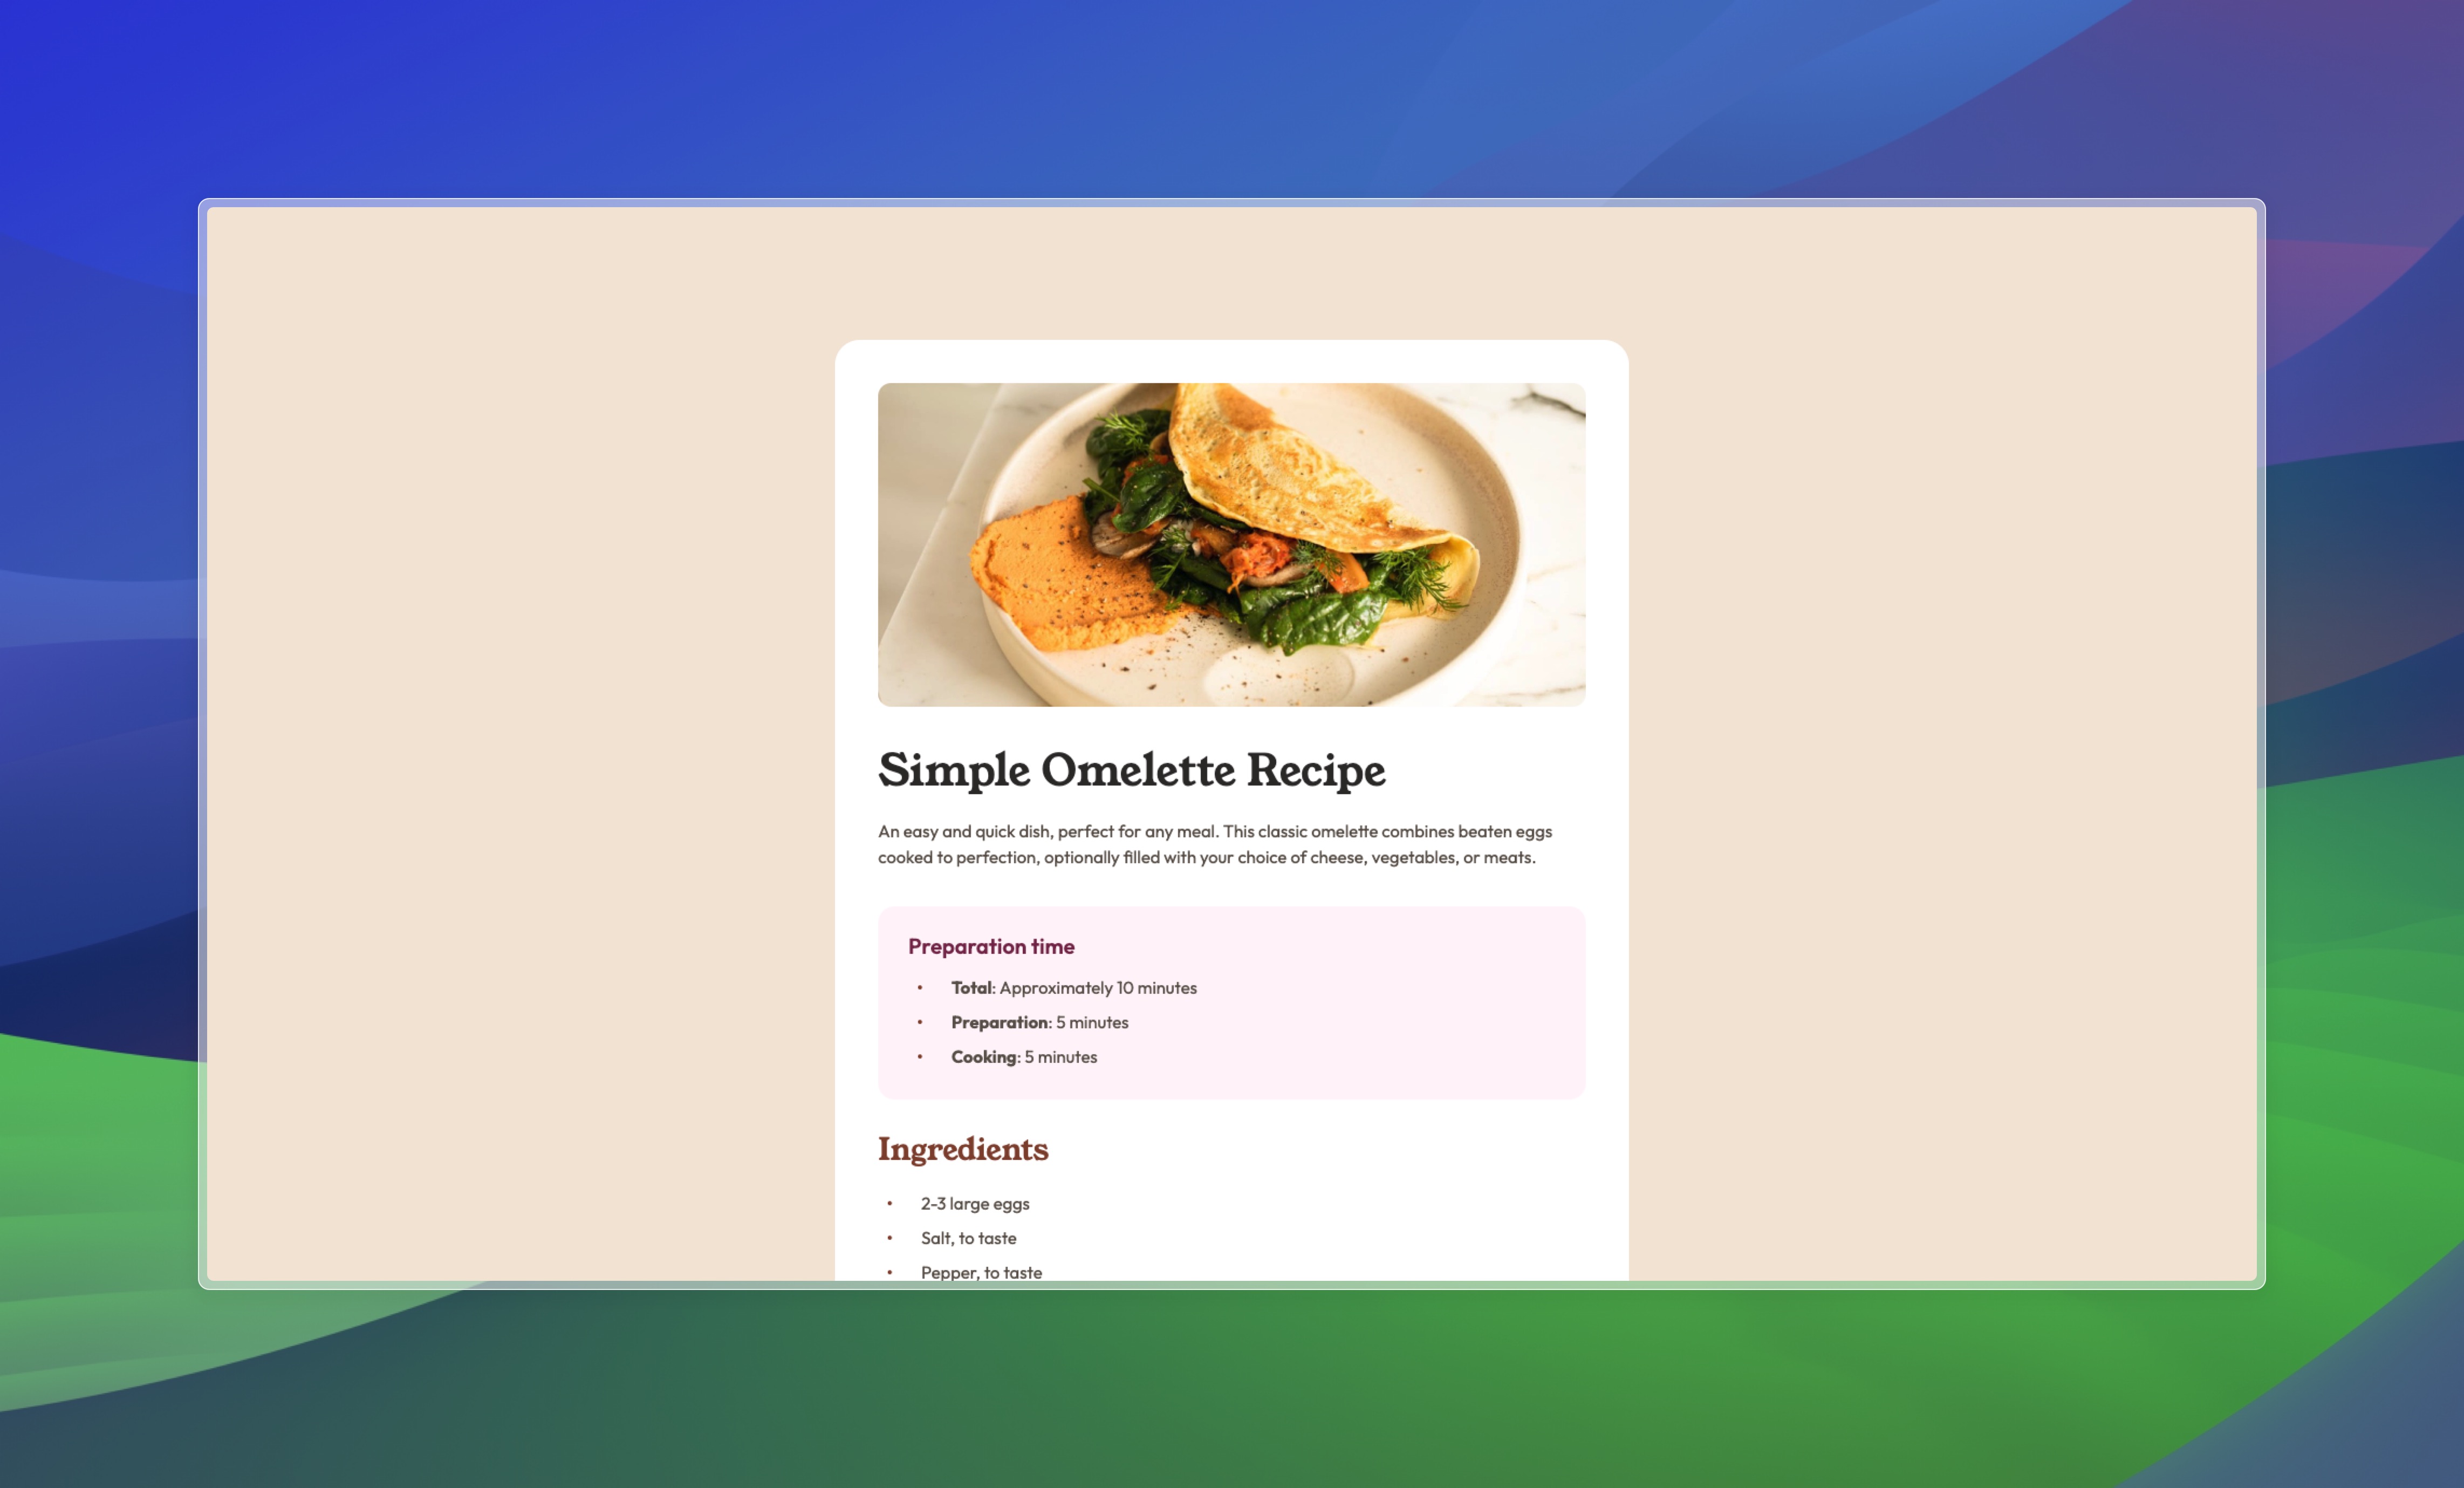 Simple Omelette Recipe
An easy and quick dish, perfect for any meal. This classic omelette combines beaten eggs
cooked to perfection, optionally filled with your choice of cheese, vegetables, or meats.
Preparation time
• Total: Approximately 10 minutes
• Preparation: 5 minutes
• Cooking: 5 minutes
Ingredients
• 2-3 large eggs
• Salt, to taste
• Pepper, to taste